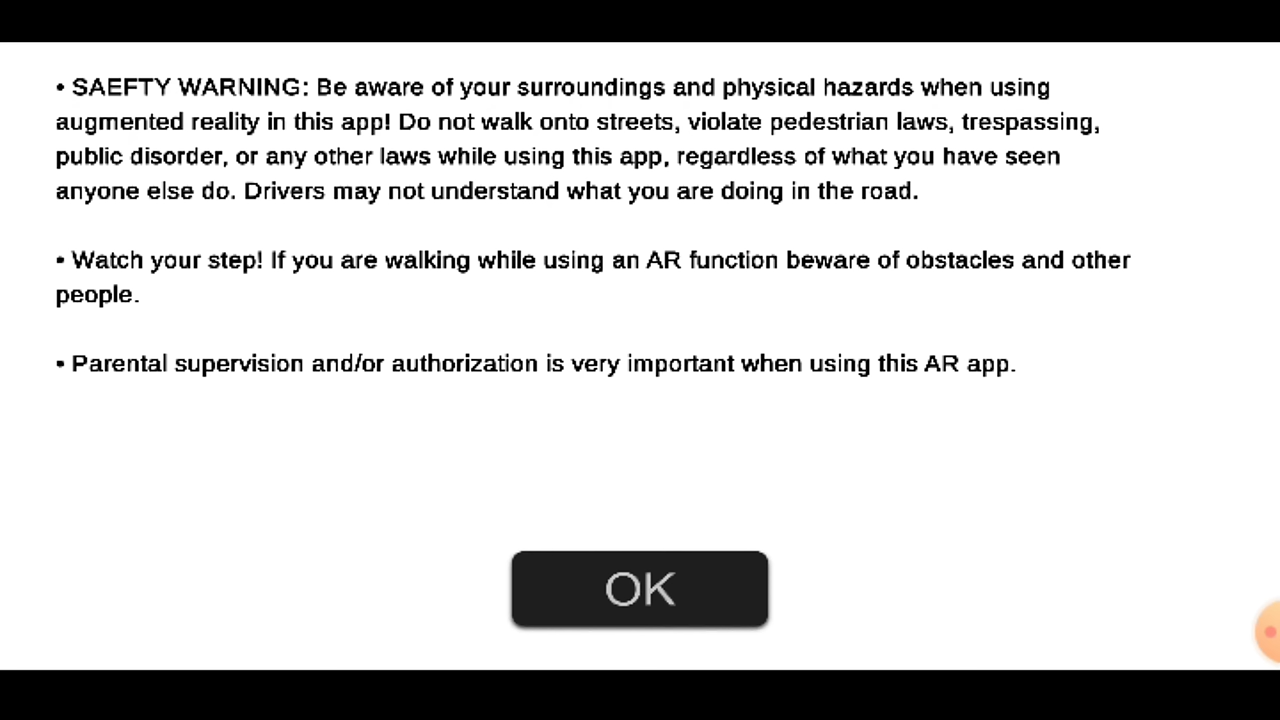 • SAEFTY WARNING: Be aware of your surroundings and physical hazards when using
augmented reality in this app! Do not walk onto streets, violate pedestrian laws, trespassing,
public disorder, or any other laws while using this app, regardless of what you have seen
anyone else do. Drivers may not understand what you are doing in the road.
• Watch your step! If you are walking while using an AR function beware of obstacles and other
people.
• Parental supervision and/or authorization is very important when using this AR app.
OK